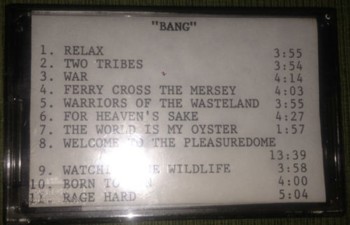 "BANG"
1. RELAX 3:55
2. TWO TRIBES 3:54
3. WAR 4:14
4. FERRY CROSS THE MERSEY 4:03
5. WARRIORS OF THE WASTELAND 3:55
6. FOR HEAVEN'S SAKE 4:27
7. THE WORLD IS MY OYSTER 1:57
8. WELCOME TO THE PLEASUREDOME
13:39
9. WATCHING THE WILDLIFE 3:58
10. BORN TO 4:00
11. RAGE HARD 5:04